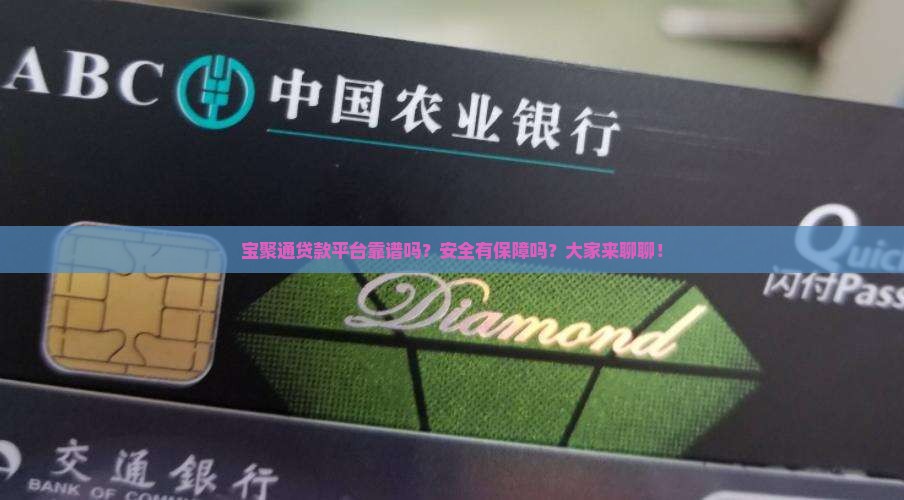 ABC 中国农业银行
Quic
闪付Pass
宝聚通贷款平台靠谱吗？安全有保障吗？大家来聊聊！
Diamond
交通銀行
BANK OF COMM